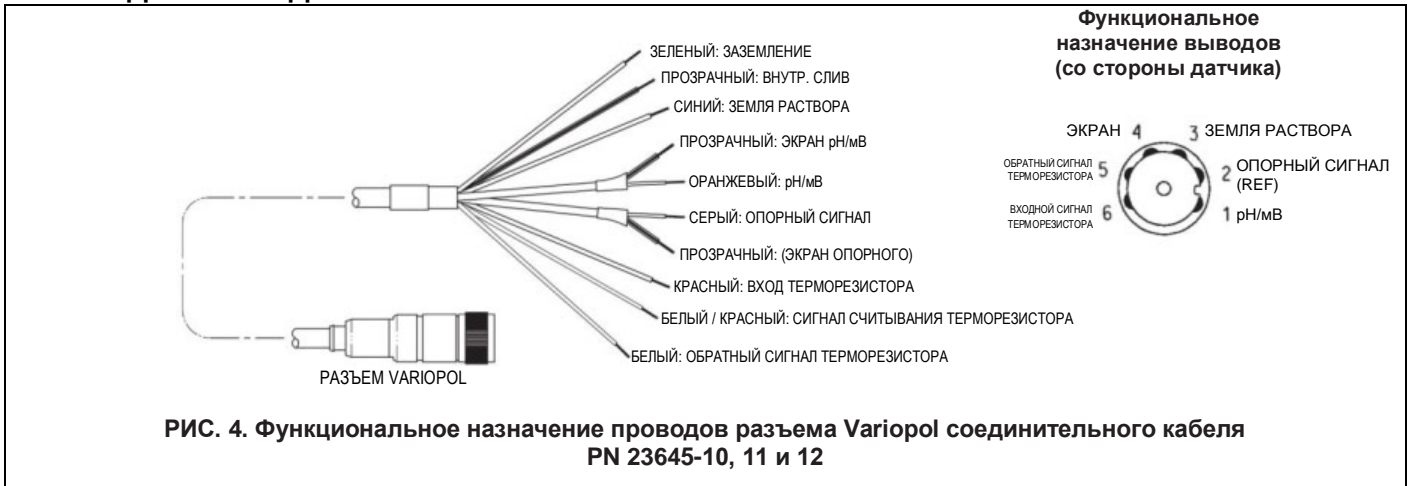 ЗЕЛЕНЫЙ: ЗАЗЕМЛЕНИЕ
ПРОЗРАЧНЫЙ: ВНУТР. СЛИВ
СИНИЙ: ЗЕМЛЯ РАСТВОРА
ПРОЗРАЧНЫЙ: ЭКРАН pH/мВ
ОРАНЖЕВЫЙ: pH/мВ
СЕРЫЙ: ОПОРНЫЙ СИГНАЛ
ПРОЗРАЧНЫЙ: (ЭКРАН ОПОРНОГО)
КРАСНЫЙ: ВХОД ТЕРМОРЕЗИСТОРА
БЕЛЫЙ / КРАСНЫЙ: СИГНАЛ СЧИТЫВАНИЯ ТЕРМОРЕЗИСТОРА
БЕЛЫЙ: ОБРАТНЫЙ СИГНАЛ ТЕРМОРЕЗИСТОРА
РАЗЪЕМ VARIOPOL
Функциональное
назначение выводов
(со стороны датчика)
ЭКРАН 4
3 ЗЕМЛЯ РАСТВОРА
ОБРАТНЫЙ СИГНАЛ
ТЕРМОРЕЗИСТОРА 5
2 ОПОРНЫЙ СИГНАЛ
(REF)
ВХОДНОЙ СИГНАЛ
ТЕРМОРЕЗИСТОРА 6
1 pH/мВ
РИС. 4. Функциональное назначение проводов разъема Variopol соединительного кабеля
PN 23645-10, 11 и 12